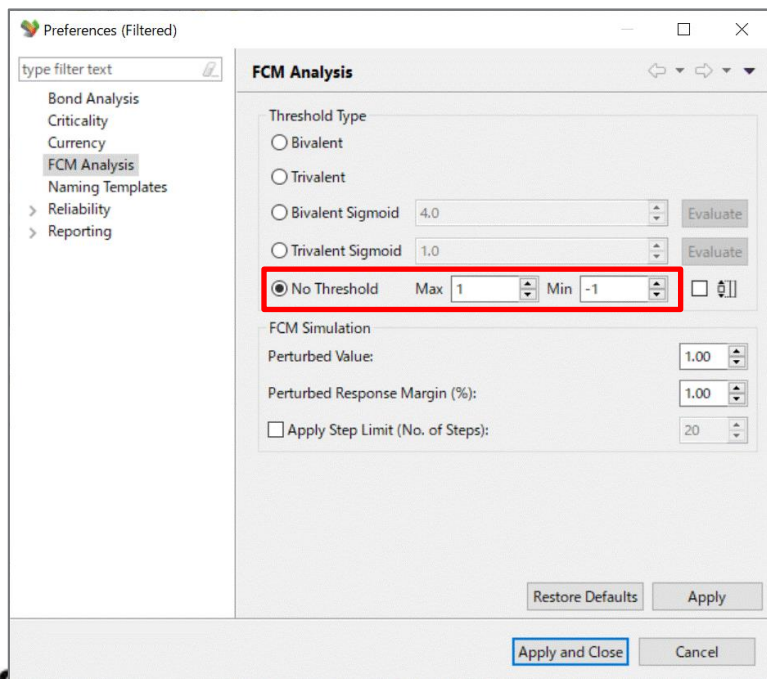 Preferences (Filtered)
type filter text
Bond Analysis
Criticality
Currency
FCM Analysis
Naming Templates
Reliability
Reporting
FCM Analysis
Threshold Type
Bivalent
Trivalent
Bivalent Sigmoid 4.0 Evaluate
Trivalent Sigmoid 1.0 Evaluate
No Threshold Max 1 Min -1
FCM Simulation
Perturbed Value: 1.00
Perturbed Response Margin (%): 1.00
Apply Step Limit (No. of Steps): 20
Restore Defaults Apply
Apply and Close Cancel